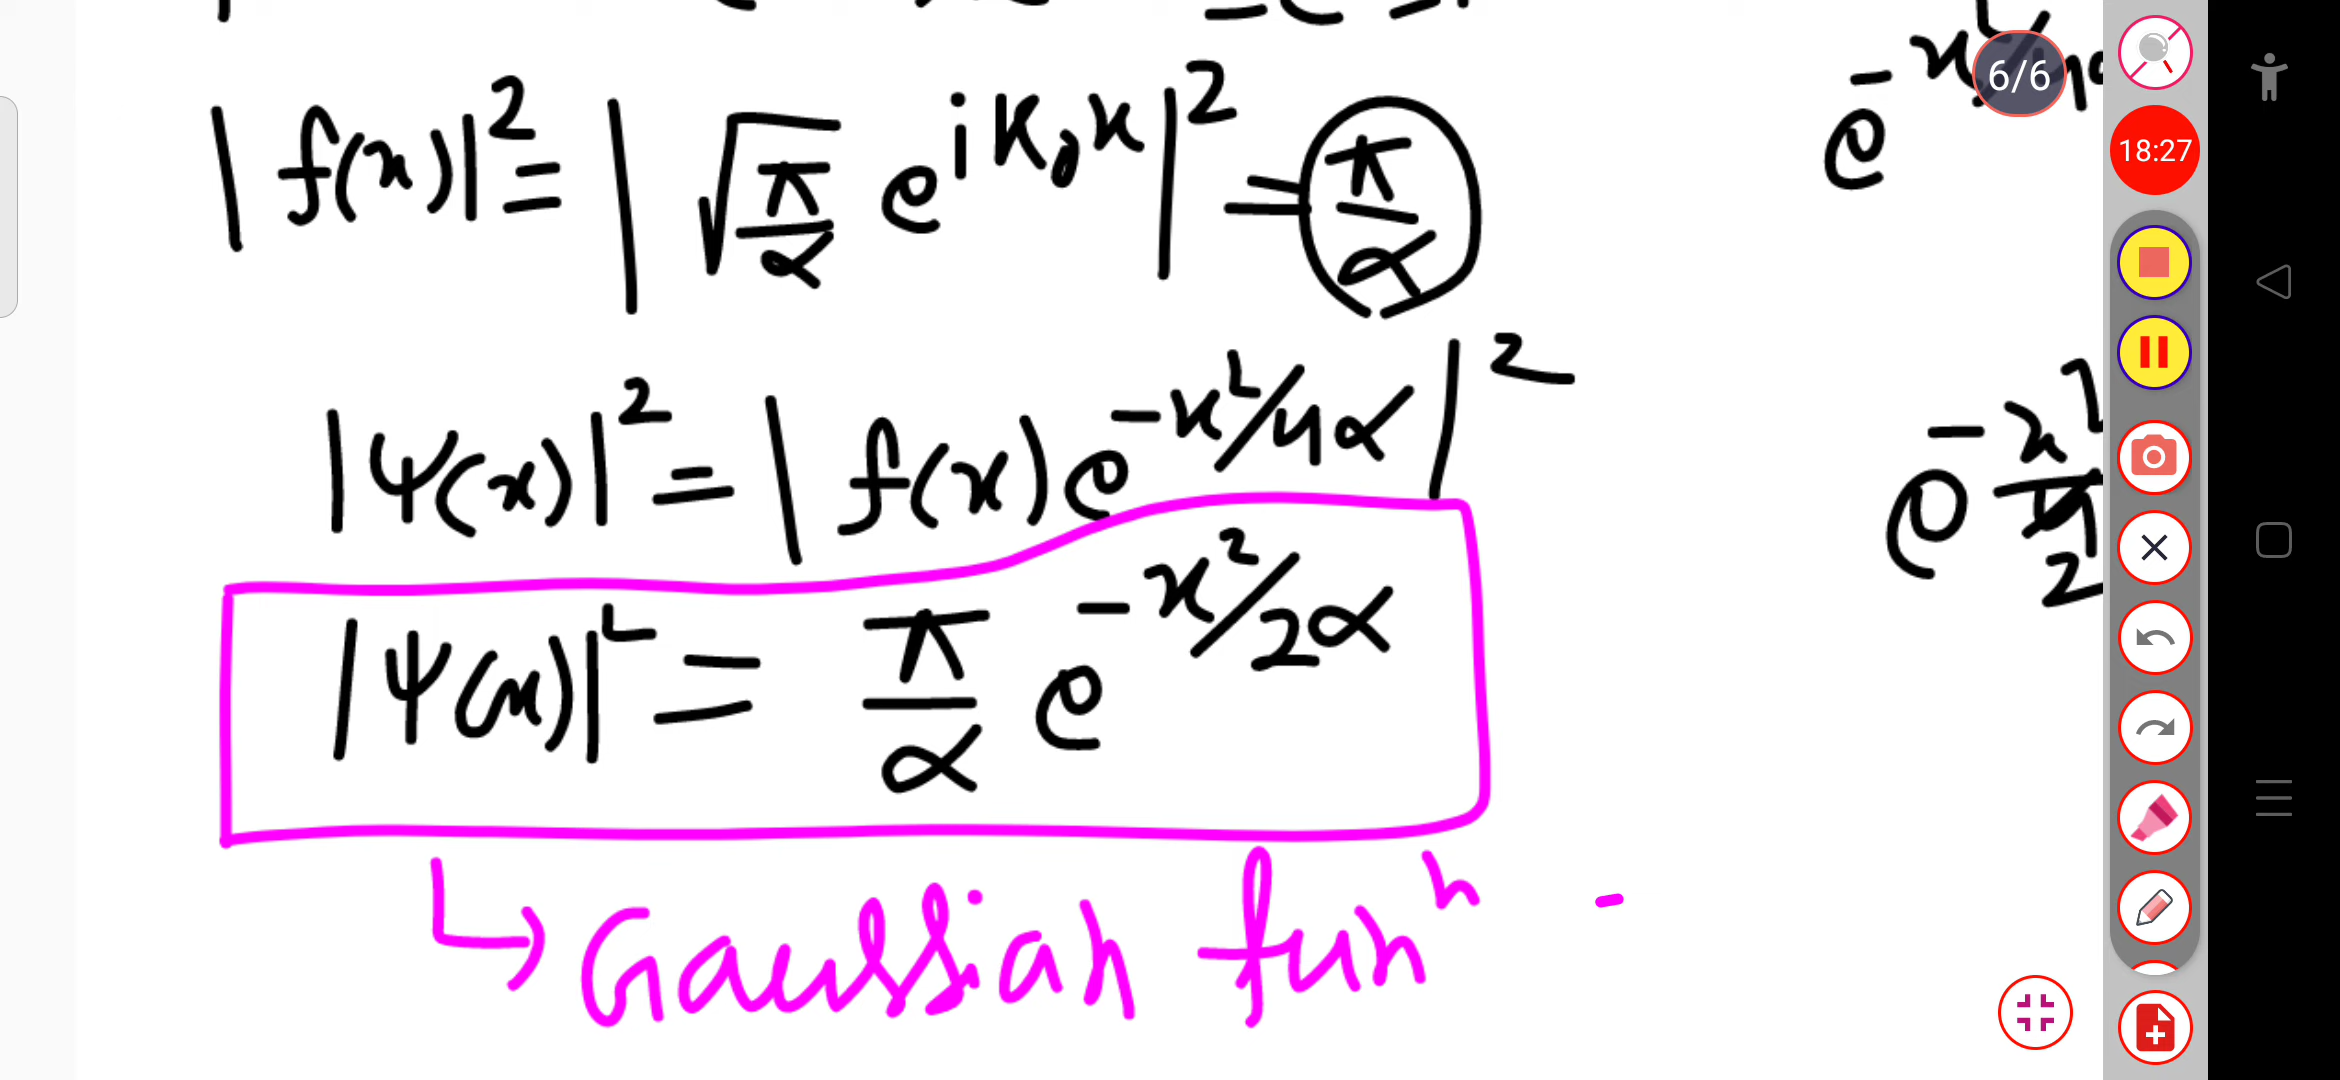 |f(x)|² = |√(π/α) e^{ik₀x}|² = π/α
|ψ(x)|² = |f(x) e^{-x²/4α}|²
|ψ(x)|² = π/α e^{-x²/2α}
↳ Gaussian funⁿ -
6/6
18:27